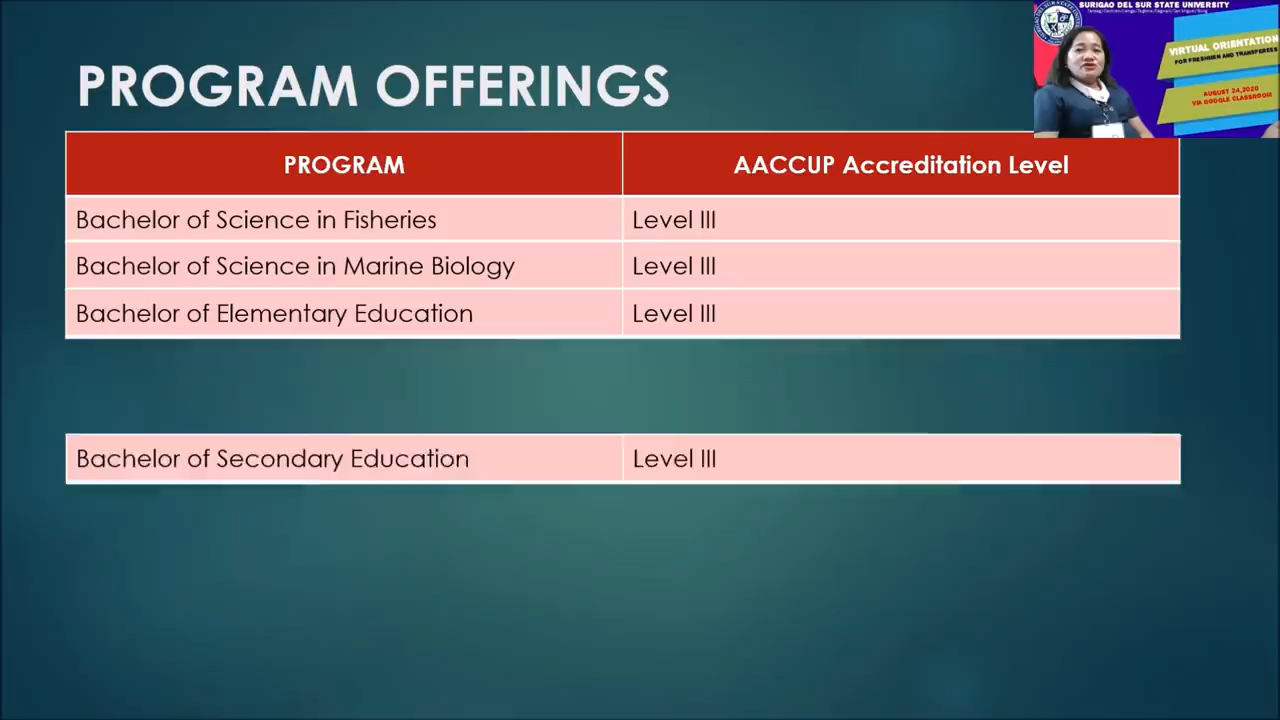 SURIGAO DEL SUR STATE UNIVERSITY
VIRTUAL ORIENTATION
FOR FRESHMEN AND TRANSFEREES
AUGUST 24,2020
VIA GOOGLE CLASSROOM
PROGRAM OFFERINGS
PROGRAM AACCUP Accreditation Level
Bachelor of Science in Fisheries Level III
Bachelor of Science in Marine Biology Level III
Bachelor of Elementary Education Level III
Bachelor of Secondary Education Level III